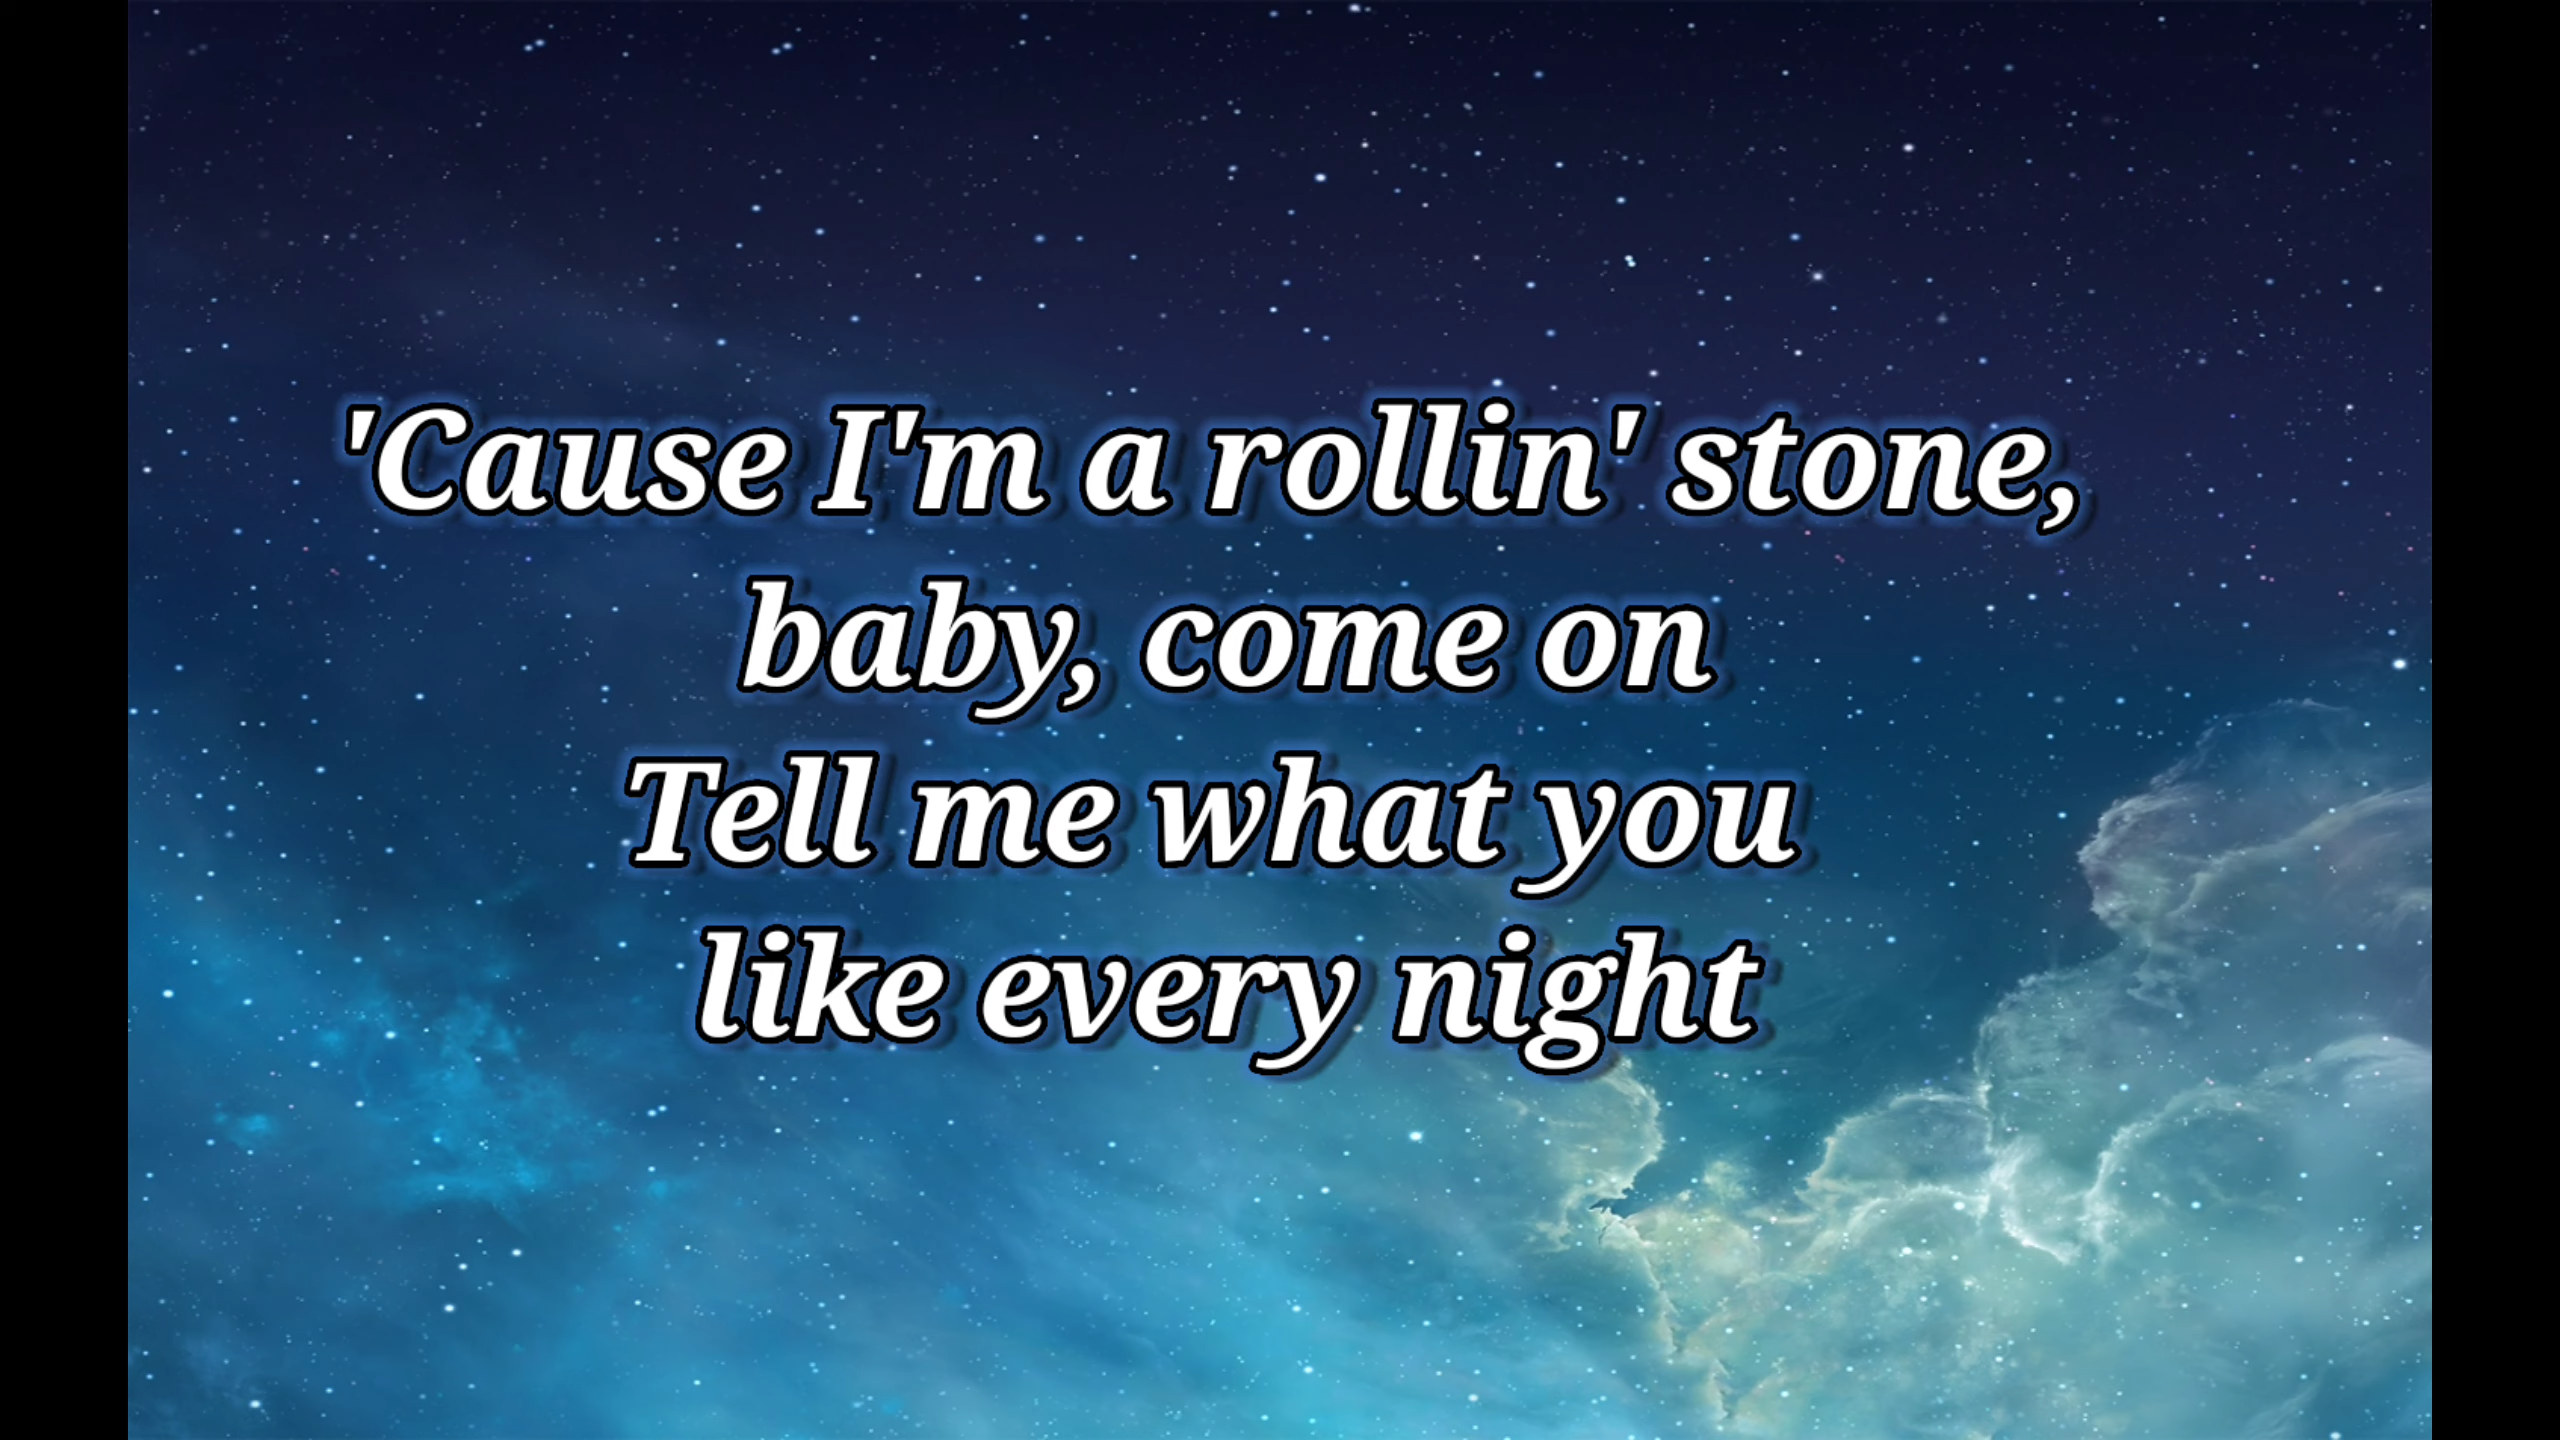 'Cause I'm a rollin' stone,
baby, come on
Tell me what you
like every night